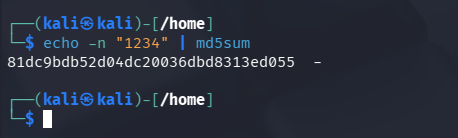 ┌──(kali㉿kali)-[/home]
└─$ echo -n "1234" | md5sum
81dc9bdb52d04dc20036dbd8313ed055  -
┌──(kali㉿kali)-[/home]
└─$